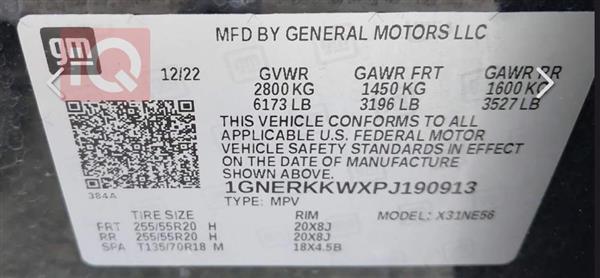 MFD BY GENERAL MOTORS LLC
gm
IQ
12/22 GVWR GAWR FRT GAWR RR
2800 KG 1450 KG 1600 KG
6173 LB 3196 LB 3527 LB
THIS VEHICLE CONFORMS TO ALL
APPLICABLE U.S. FEDERAL MOTOR
VEHICLE SAFETY STANDARDS IN EFFECT
ON THE DATE OF MANUFACTURE SHOWN ABOVE
384A 1GNERKKWXPJ190913
TYPE: MPV MODEL: X31NE56
TIRE SIZE RIM
FRT 255/55R20 H 20X8J
RR 255/55R20 H 20X8J
SPA T135/70R18 M 18X4.5B